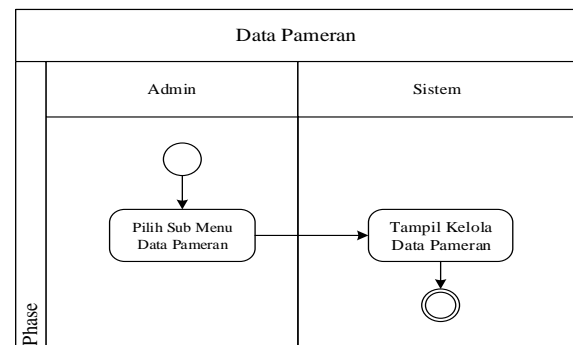 Data Pameran
Admin
Sistem
Pilih Sub Menu
Data Pameran
Tampil Kelola
Data Pameran
Phase